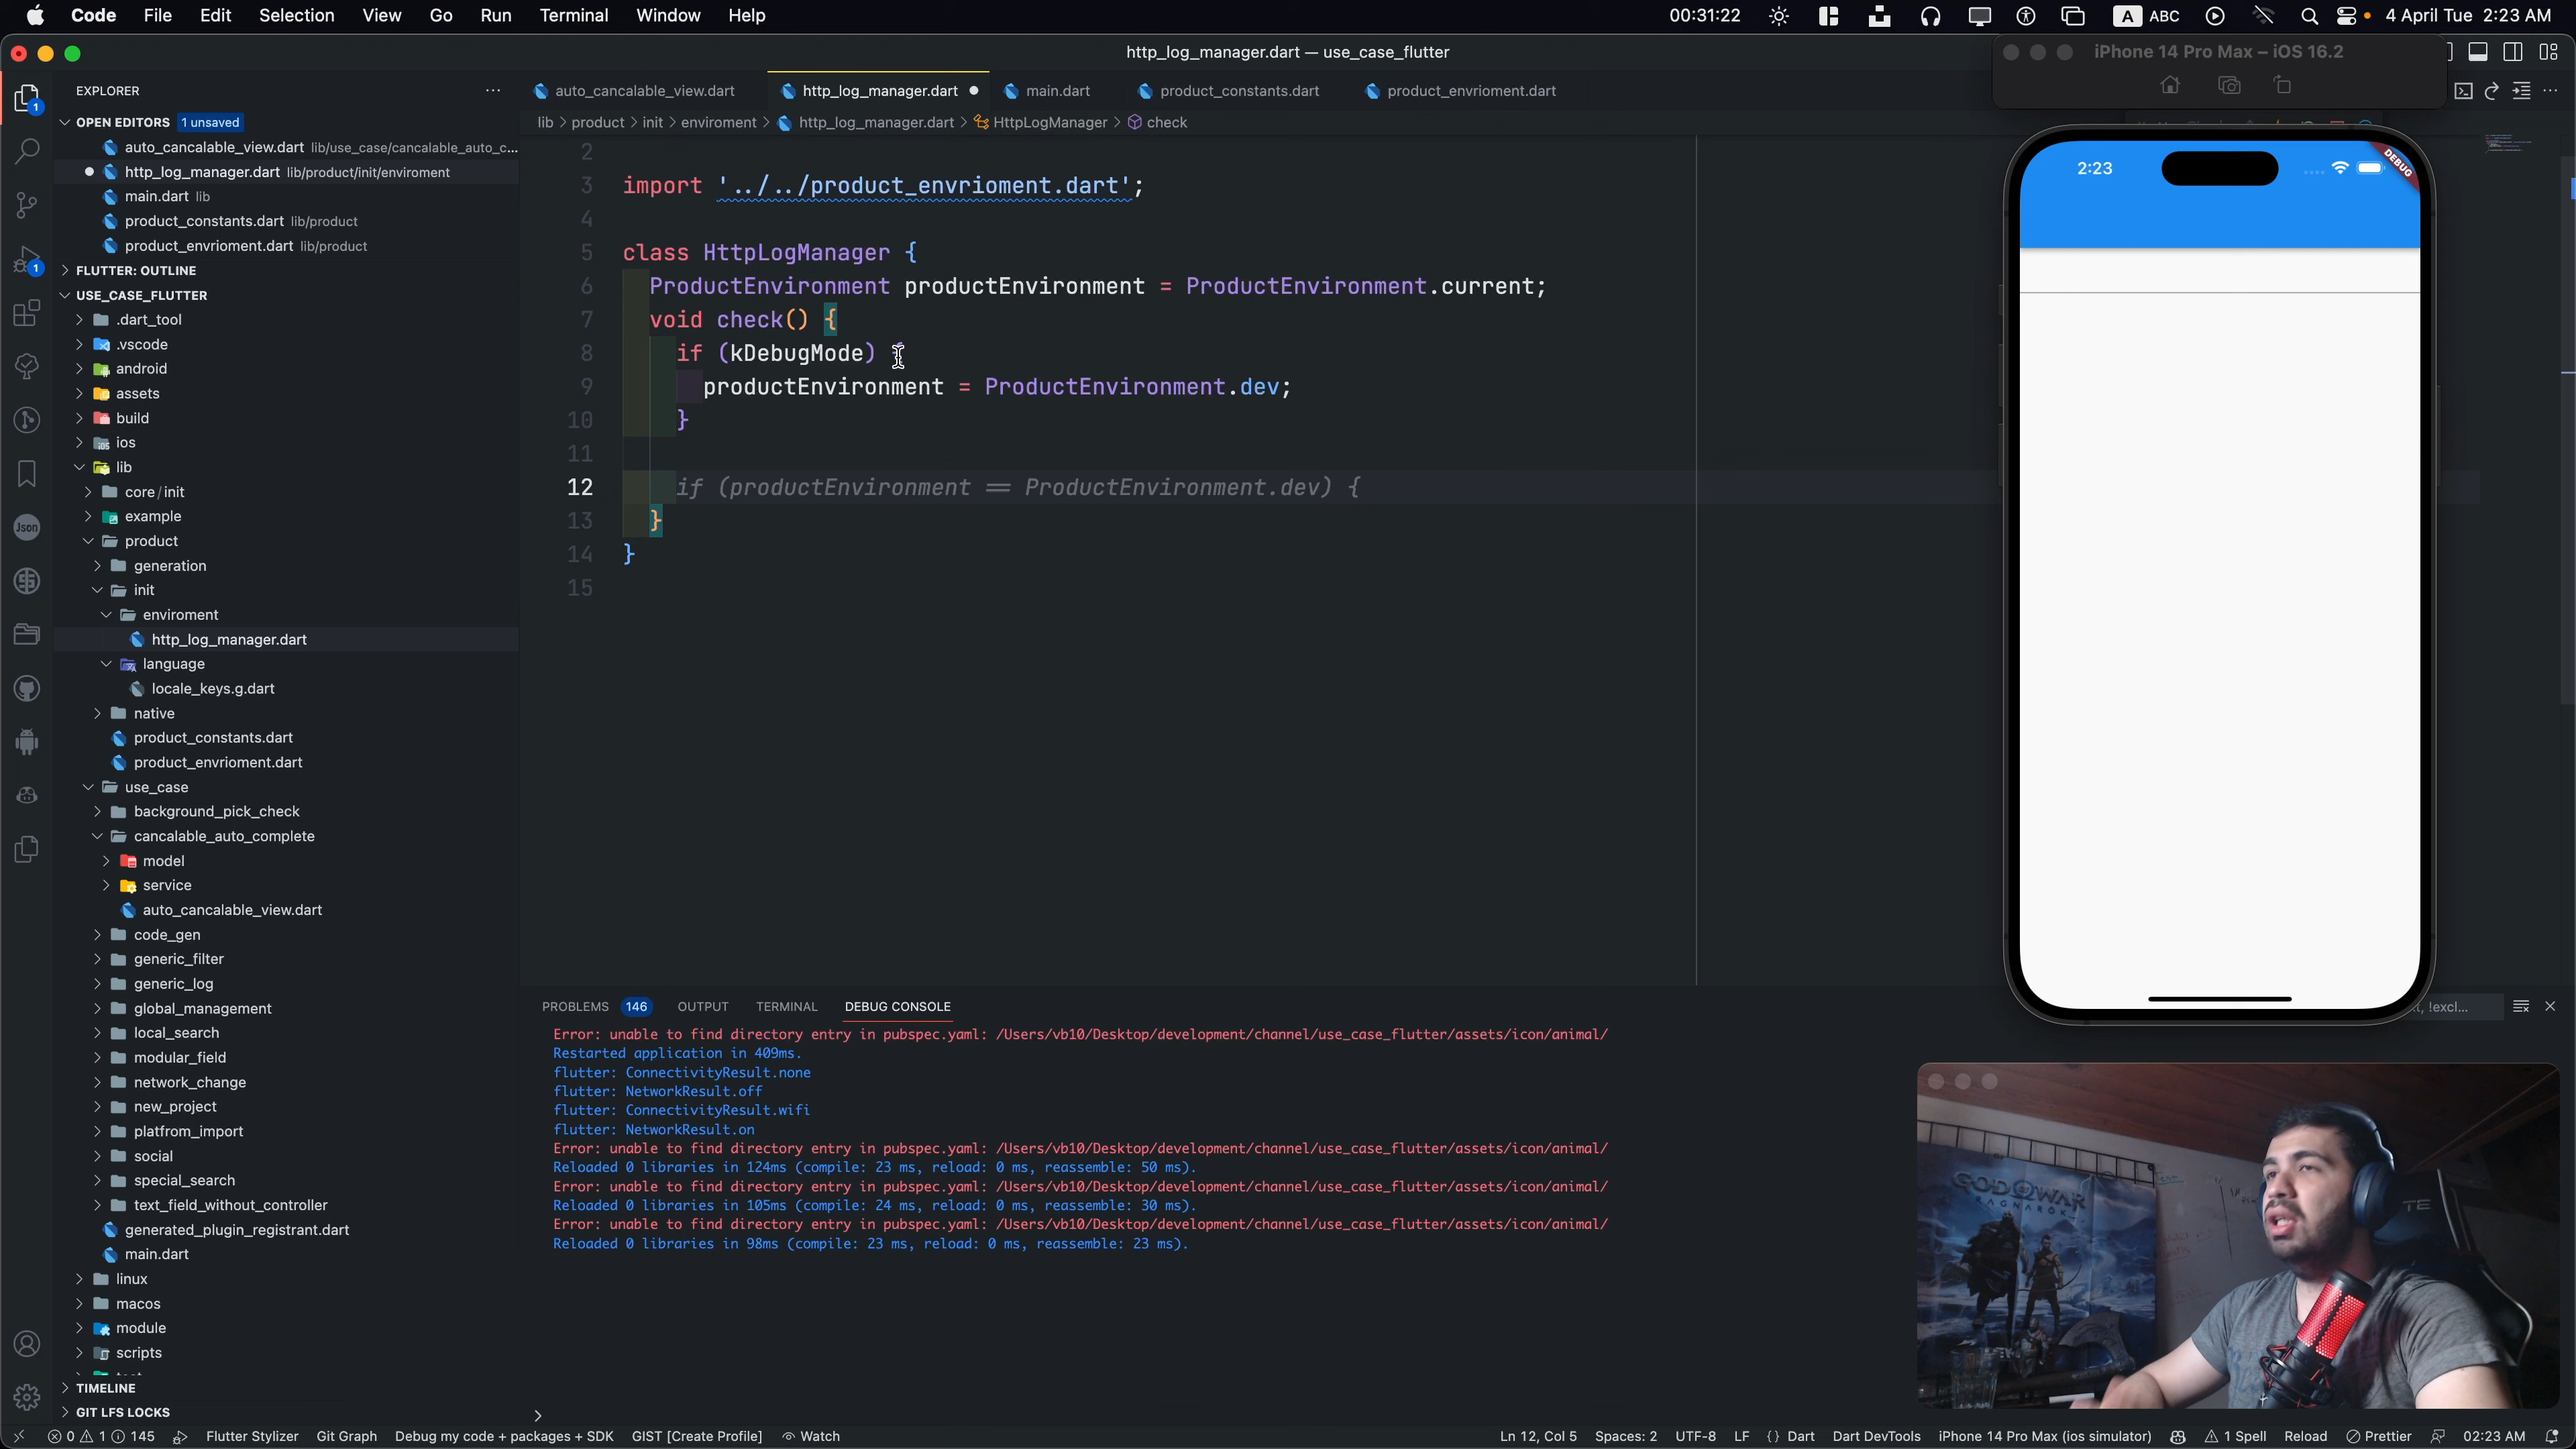 Code File Edit Selection View Go Run Terminal Window Help
00:31:22 A ABC 4 April Tue 2:23 AM
http_log_manager.dart — use_case_flutter
iPhone 14 Pro Max – iOS 16.2
EXPLORER
auto_cancalable_view.dart http_log_manager.dart main.dart product_constants.dart product_envrioment.dart
OPEN EDITORS 1 unsaved
lib > product > init > enviroment > http_log_manager.dart > HttpLogManager > check
auto_cancalable_view.dart lib/use_case/cancalable_auto_c...
http_log_manager.dart lib/product/init/enviroment
main.dart lib
product_constants.dart lib/product
product_envrioment.dart lib/product
FLUTTER: OUTLINE
USE_CASE_FLUTTER
.dart_tool
.vscode
android
assets
build
ios
lib
core / init
example
product
generation
init
enviroment
http_log_manager.dart
language
locale_keys.g.dart
native
product_constants.dart
product_envrioment.dart
use_case
background_pick_check
cancalable_auto_complete
model
service
auto_cancalable_view.dart
code_gen
generic_filter
generic_log
global_management
local_search
modular_field
network_change
new_project
platfrom_import
social
special_search
text_field_without_controller
generated_plugin_registrant.dart
main.dart
linux
macos
module
scripts
TIMELINE
GIT LFS LOCKS
1
1
Json
2
3 import '../../product_envrioment.dart';
4
5 class HttpLogManager {
6 ProductEnvironment productEnvironment = ProductEnvironment.current;
7 void check() {
8 if (kDebugMode) {
9 productEnvironment = ProductEnvironment.dev;
10 }
11
12 if (productEnvironment == ProductEnvironment.dev) {
13 }
14 }
15
2:23
DEBUG
PROBLEMS 146 OUTPUT TERMINAL DEBUG CONSOLE
!excl...
Error: unable to find directory entry in pubspec.yaml: /Users/vb10/Desktop/development/channel/use_case_flutter/assets/icon/animal/
Restarted application in 409ms.
flutter: ConnectivityResult.none
flutter: NetworkResult.off
flutter: ConnectivityResult.wifi
flutter: NetworkResult.on
Error: unable to find directory entry in pubspec.yaml: /Users/vb10/Desktop/development/channel/use_case_flutter/assets/icon/animal/
Reloaded 0 libraries in 124ms (compile: 23 ms, reload: 0 ms, reassemble: 50 ms).
Error: unable to find directory entry in pubspec.yaml: /Users/vb10/Desktop/development/channel/use_case_flutter/assets/icon/animal/
Reloaded 0 libraries in 105ms (compile: 24 ms, reload: 0 ms, reassemble: 30 ms).
Error: unable to find directory entry in pubspec.yaml: /Users/vb10/Desktop/development/channel/use_case_flutter/assets/icon/animal/
Reloaded 0 libraries in 98ms (compile: 23 ms, reload: 0 ms, reassemble: 23 ms).
GOD OF WAR
RAGNARÖK
0 1 145 Flutter Stylizer Git Graph Debug my code + packages + SDK GIST [Create Profile] Watch
Ln 12, Col 5 Spaces: 2 UTF-8 LF {} Dart Dart DevTools iPhone 14 Pro Max (ios simulator) 1 Spell Reload Prettier 02:23 AM